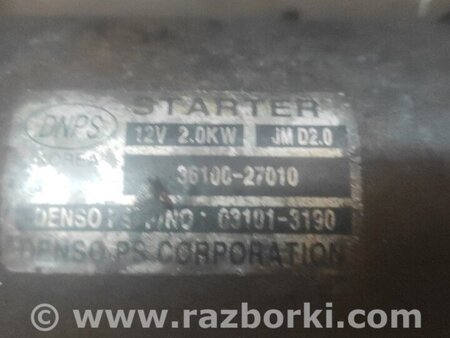 STARTER
DNPS
12V 2.0KW JM D2.0
KOREA
36100-27010
DENSO PS P/NO : 03101-3190
DENSO PS CORPORATION
© www.razborki.com